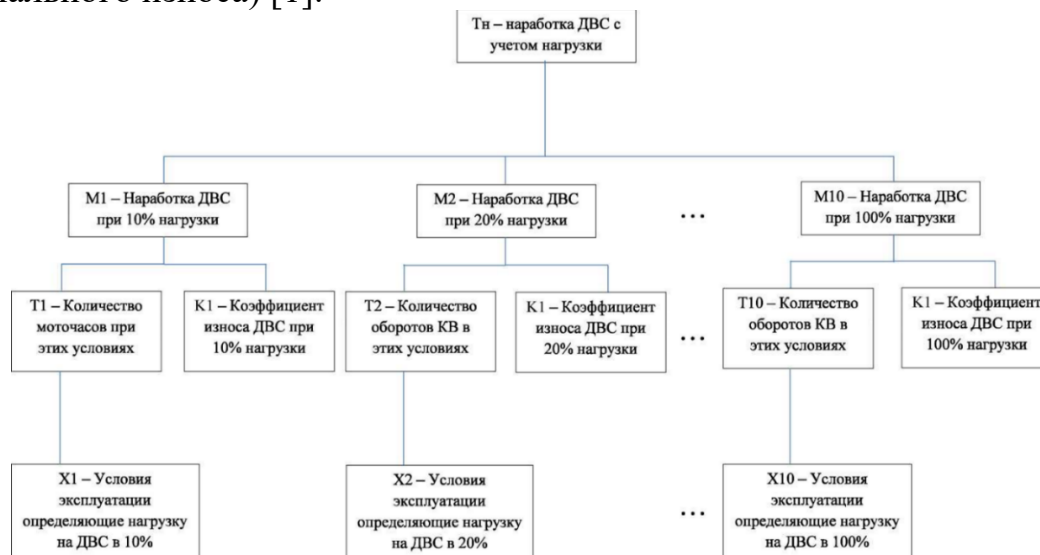 нального износа) [1].
Тн – наработка ДВС с
учетом нагрузки
М1 – Наработка ДВС
при 10% нагрузки
М2 – Наработка ДВС
при 20% нагрузки
...
М10 – Наработка ДВС
при 100% нагрузки
Т1 – Количество
моточасов при
этих условиях
К1 – Коэффициент
износа ДВС при
10% нагрузки
Т2 – Количество
оборотов КВ в
этих условиях
К1 – Коэффициент
износа ДВС при
20% нагрузки
...
Т10 – Количество
оборотов КВ в
этих условиях
К1 – Коэффициент
износа ДВС при
100% нагрузки
Х1 – Условия
эксплуатации
определяющие нагрузку
на ДВС в 10%
Х2 – Условия
эксплуатации
определяющие нагрузку
на ДВС в 20%
...
Х10 – Условия
эксплуатации
определяющие нагрузку
на ДВС в 100%